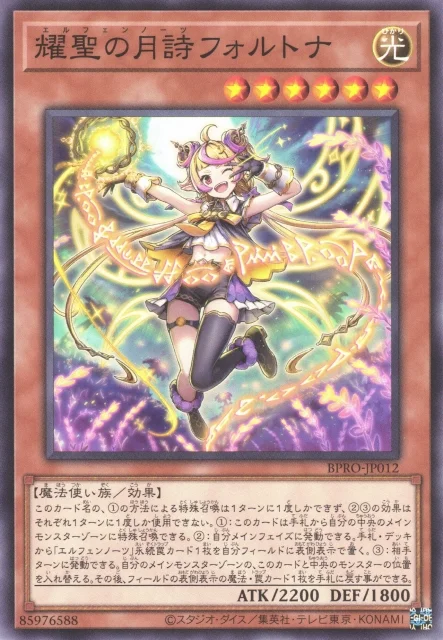 エルフェンノーツ
耀聖の月詩フォルトナ
ひかり
光
BPRO-JP012
【魔法使い族／効果】
このカード名の、①の方法による特殊召喚は1ターンに1度しかできず、②③の効果は
それぞれ1ターンに1度しか使用できない。①：このカードは手札から自分の中央のメイン
モンスターゾーンに特殊召喚できる。②：自分メインフェイズに発動できる。手札・デッキ
から「エルフェンノーツ」永続罠カード1枚を自分フィールドに表側表示で置く。③：相手
ターンに発動できる。自分のメインモンスターゾーンの、このカードと中央のモンスターの位置
を入れ替える。その後、フィールドの表側表示の魔法・罠カード1枚を手札に戻す事ができる。
ATK/2200 DEF/1800
85976588 ©スタジオ・ダイス／集英社・テレビ東京・KONAMI